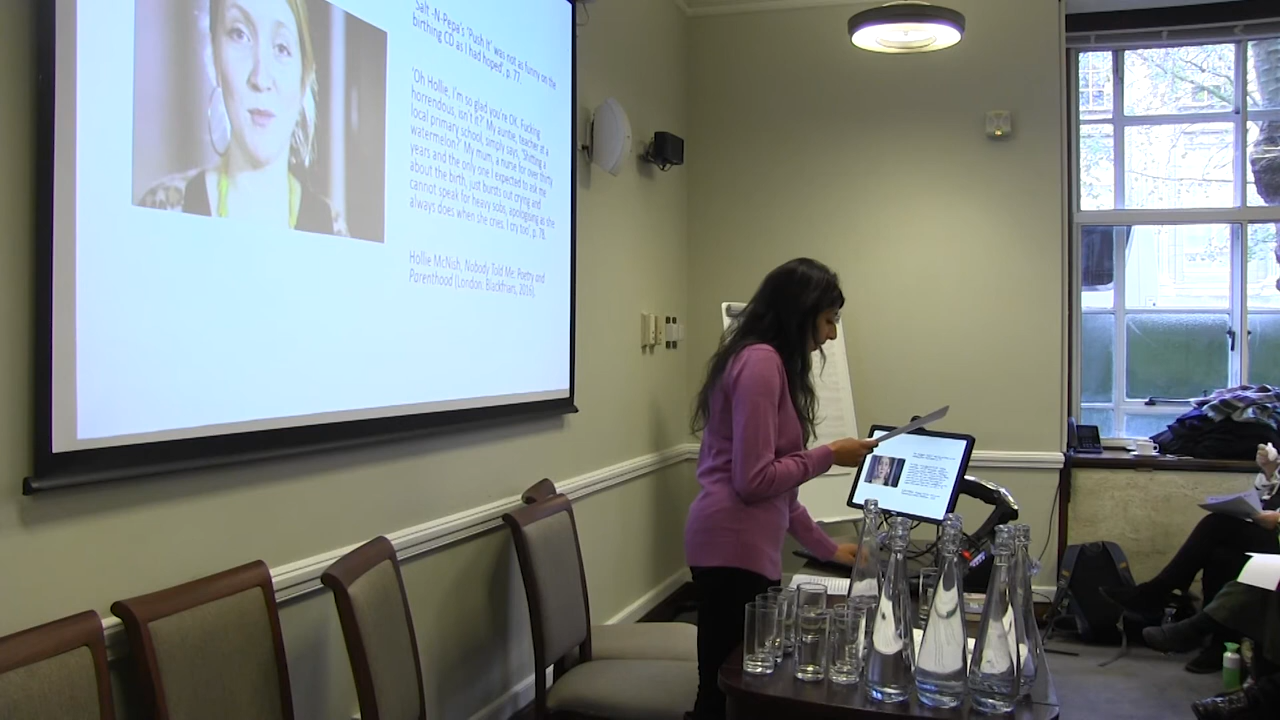 Salt -N-Pepa's 'Push It' was not as funny on the
birthing CD as I had hoped', p. 77.
'Oh Hollie, I'm so glad you're OK. Fucking
horrendous, isn't it?' My auntie, teacher at a
local primary school, simply says, 'Shitting a
watermelon?' My mum, a nurse for over thirty
years and the only one I expected to ask me
about the birth, just bursts out crying and
cannot speak for heavy sobs, apologising as she
always does when she cries. I cry too', p. 78.
Hollie McNish, Nobody Told Me: Poetry and
Parenthood (London: Blackfriars, 2016).